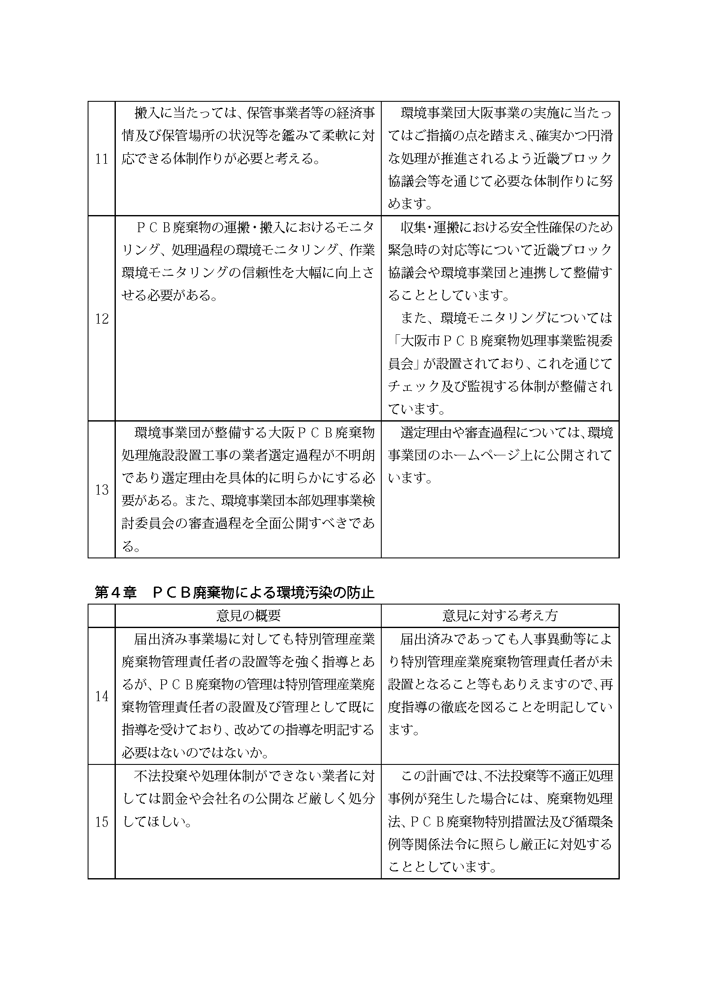 11
搬入に当たっては、保管事業者等の経済事
情及び保管場所の状況等を鑑みて柔軟に対
応できる体制作りが必要と考える。
環境事業団大阪事業の実施に当たっ
てはご指摘の点を踏まえ、確実かつ円滑
な処理が推進されるよう近畿ブロック
協議会等を通じて必要な体制作りに努
めます。
12
ＰＣＢ廃棄物の運搬・搬入におけるモニタ
リング、処理過程の環境モニタリング、作業
環境モニタリングの信頼性を大幅に向上さ
せる必要がある。
収集・運搬における安全性確保のため
緊急時の対応等について近畿ブロック
協議会や環境事業団と連携して整備す
ることとしています。
また、環境モニタリングについては
「大阪市ＰＣＢ廃棄物処理事業監視委
員会」が設置されており、これを通じて
チェック及び監視する体制が整備され
ています。
13
環境事業団が整備する大阪ＰＣＢ廃棄物
処理施設設置工事の業者選定過程が不明朗
であり選定理由を具体的に明らかにする必
要がある。また、環境事業団本部処理事業検
討委員会の審査過程を全面公開すべきであ
る。
選定理由や審査過程については、環境
事業団のホームページ上に公開されて
います。
第４章　ＰＣＢ廃棄物による環境汚染の防止
意見の概要
意見に対する考え方
14
届出済み事業場に対しても特別管理産業
廃棄物管理責任者の設置等を強く指導とあ
るが、ＰＣＢ廃棄物の管理は特別管理産業廃
棄物管理責任者の設置及び管理として既に
指導を受けており、改めての指導を明記する
必要はないのではないか。
届出済みであっても人事異動等によ
り特別管理産業廃棄物管理責任者が未
設置となること等もありえますので、再
度指導の徹底を図ることを明記してい
ます。
15
不法投棄や処理体制ができない業者に対
しては罰金や会社名の公開など厳しく処分
してほしい。
この計画では、不法投棄等不適正処理
事例が発生した場合には、廃棄物処理
法、ＰＣＢ廃棄物特別措置法及び循環条
例等関係法令に照らし厳正に対処する
こととしています。